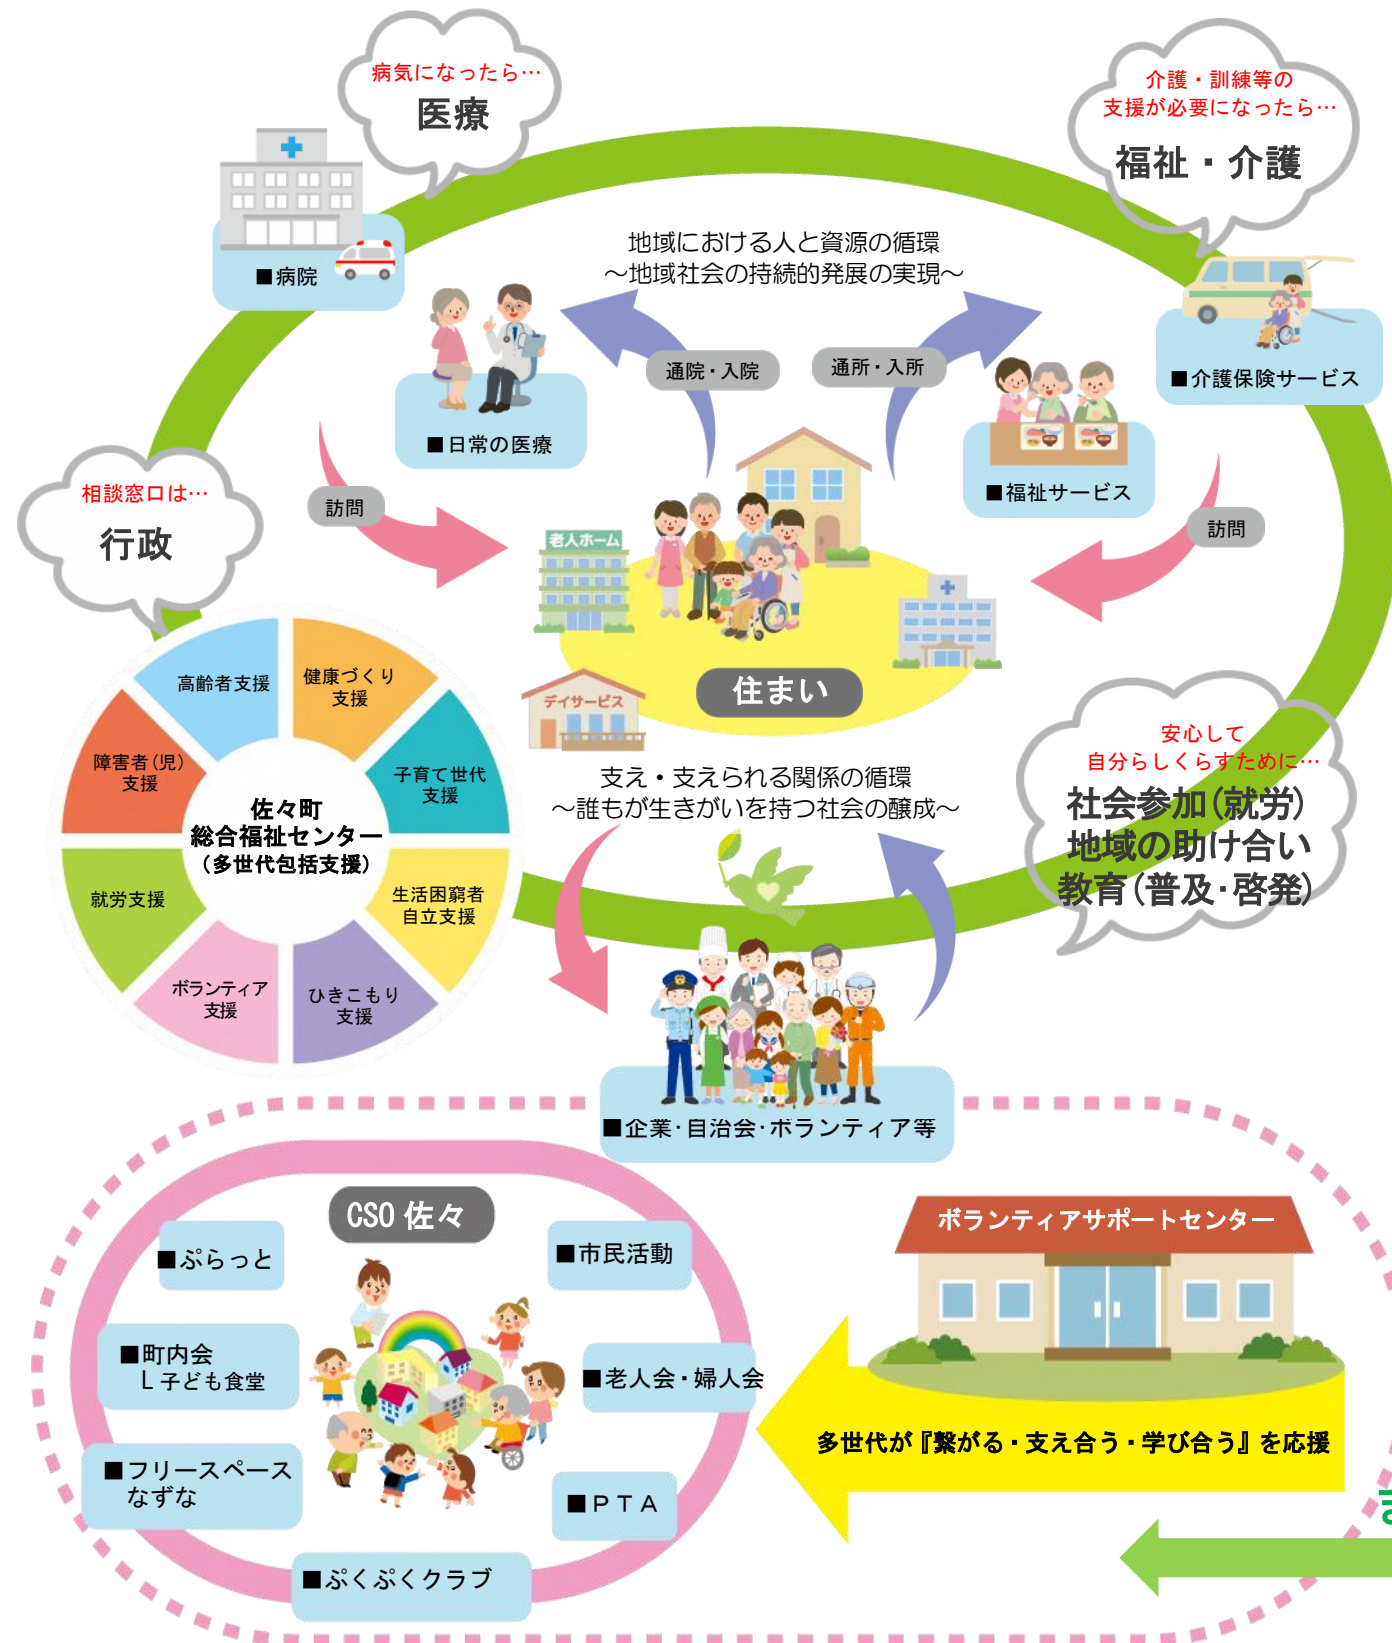 病気になったら…
医療
介護・訓練等の
支援が必要になったら…
福祉・介護
■病院
地域における人と資源の循環
～地域社会の持続的発展の実現～
通院・入院
通所・入所
■介護保険サービス
■日常の医療
■福祉サービス
相談窓口は…
行政
訪問
訪問
老人ホーム
住まい
デイサービス
高齢者支援
健康づくり
支援
障害者(児)
支援
子育て世代
支援
佐々町
総合福祉センター
(多世代包括支援)
就労支援
生活困窮者
自立支援
ボランティア
支援
ひきこもり
支援
安心して
自分らしくらすために…
社会参加(就労)
地域の助け合い
教育(普及・啓発)
支え・支えられる関係の循環
～誰もが生きがいを持つ社会の醸成～
■企業・自治会・ボランティア等
CSO 佐々
■ぷらっと
■市民活動
■町内会
L 子ども食堂
■老人会・婦人会
■フリースペース
なずな
■PTA
■ぷくぷくクラブ
ボランティアサポートセンター
多世代が『繋がる・支え合う・学び合う』を応援